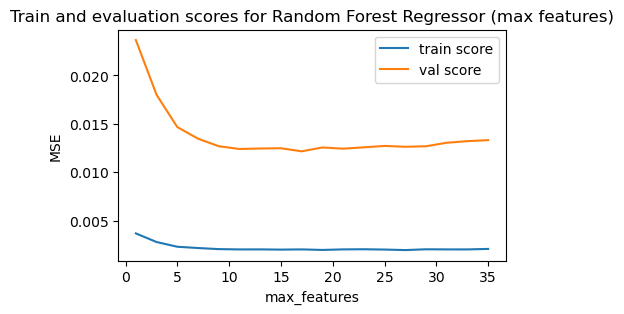 Train and evaluation scores for Random Forest Regressor (max features)
train score
val score
0.020
0.015
0.010
0.005
MSE
0 5 10 15 20 25 30 35
max_features